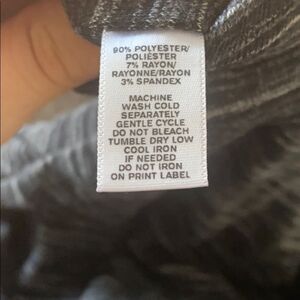 90% POLYESTER/
POLIÉSTER
7% RAYON/
RAYONNE/RAYON
3% SPANDEX
MACHINE
WASH COLD
SEPARATELY
GENTLE CYCLE
DO NOT BLEACH
TUMBLE DRY LOW
COOL IRON
IF NEEDED
DO NOT IRON
ON PRINT LABEL